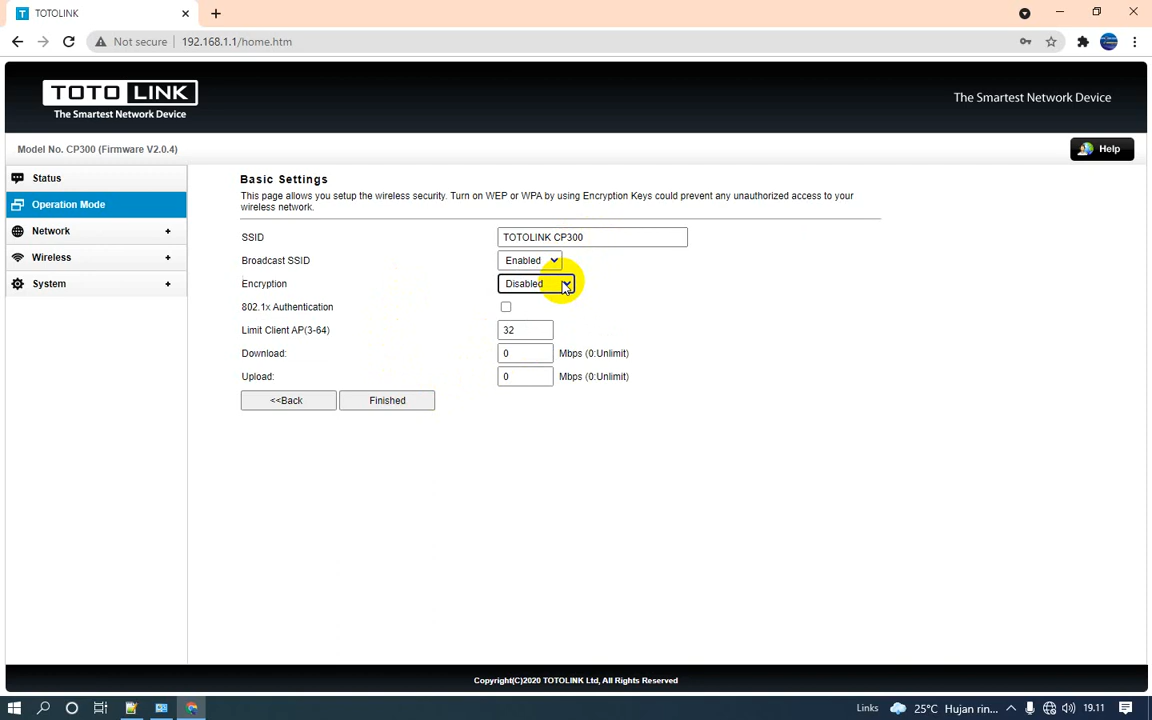 TOTOLINK
Not secure
192.168.1.1/home.htm
TOTO LINK
The Smartest Network Device
The Smartest Network Device
Model No. CP300 (Firmware V2.0.4)
Help
Status
Operation Mode
Network +
Wireless +
System +
Basic Settings
This page allows you setup the wireless security. Turn on WEP or WPA by using Encryption Keys could prevent any unauthorized access to your
wireless network.
SSID TOTOLINK CP300
Broadcast SSID Enabled
Encryption Disabled
802.1x Authentication
Limit Client AP(3-64) 32
Download: 0 Mbps (0:Unlimit)
Upload: 0 Mbps (0:Unlimit)
<<Back Finished
Copyright(C)2020 TOTOLINK Ltd, All Rights Reserved
Links 25°C Hujan rin... 19.11